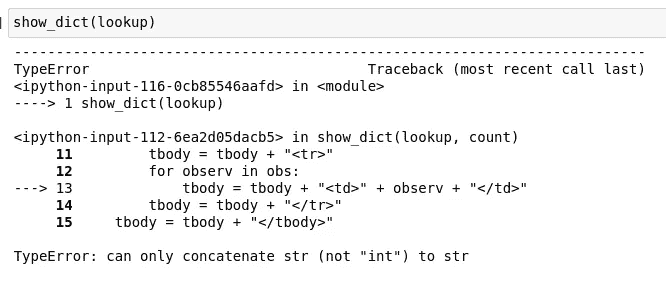 show_dict(lookup)
---------------------------------------------------------------------------
TypeError                                 Traceback (most recent call last)
<ipython-input-116-0cb85546aafd> in <module>
----> 1 show_dict(lookup)

<ipython-input-112-6ea2d05dacb5> in show_dict(lookup, count)
     11         tbody = tbody + "<tr>"
     12         for observ in obs:
---> 13             tbody = tbody + "<td>" + observ + "</td>"
     14         tbody = tbody + "</tr>"
     15     tbody = tbody + "</tbody>"

TypeError: can only concatenate str (not "int") to str